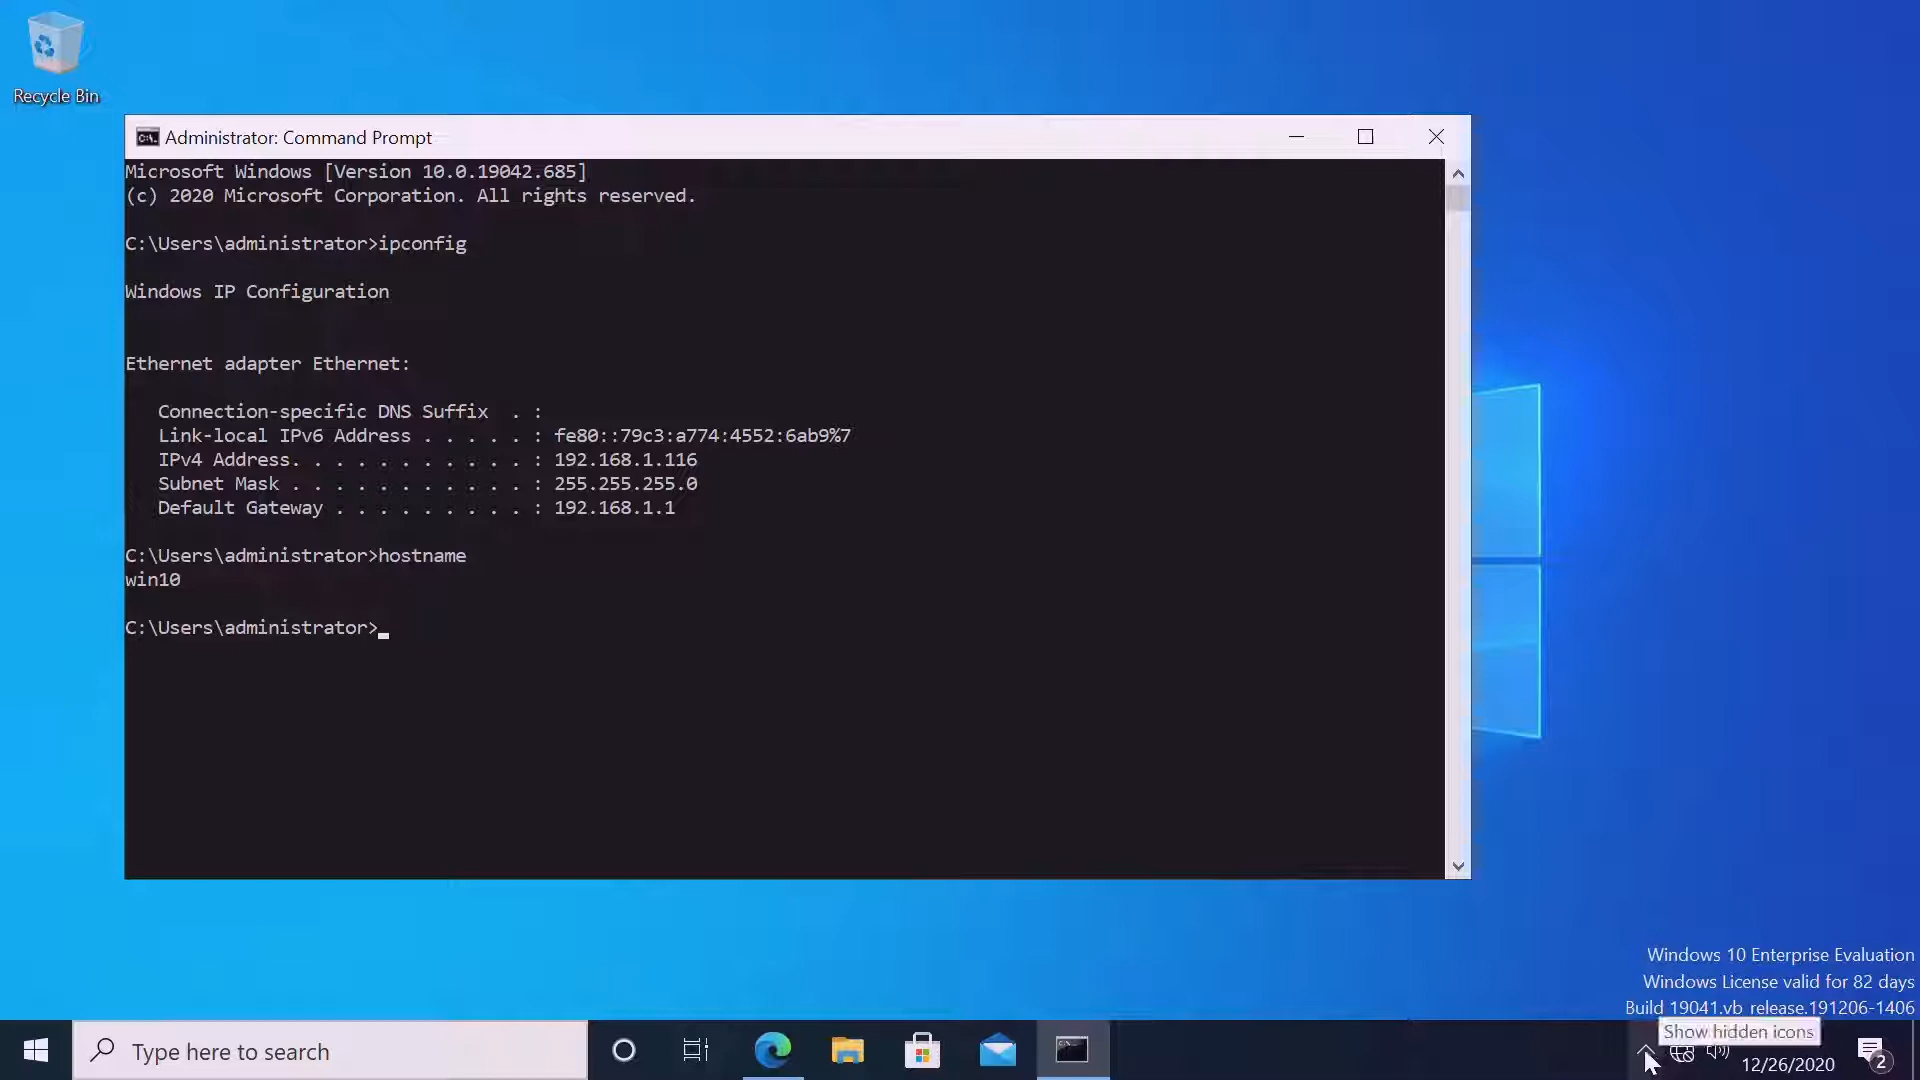 Recycle Bin
Administrator: Command Prompt
Microsoft Windows [Version 10.0.19042.685]
(c) 2020 Microsoft Corporation. All rights reserved.
C:\Users\administrator>ipconfig
Windows IP Configuration
Ethernet adapter Ethernet:
Connection-specific DNS Suffix  . :
Link-local IPv6 Address . . . . . : fe80::79c3:a774:4552:6ab9%7
IPv4 Address. . . . . . . . . . . : 192.168.1.116
Subnet Mask . . . . . . . . . . . : 255.255.255.0
Default Gateway . . . . . . . . . : 192.168.1.1
C:\Users\administrator>hostname
win10
C:\Users\administrator>
Windows 10 Enterprise Evaluation
Windows License valid for 82 days
Build 19041.vb_release.191206-1406
Show hidden icons
Type here to search
12/26/2020
2